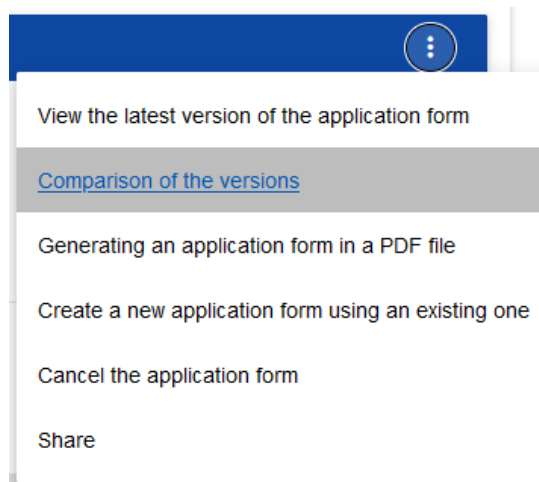 View the latest version of the application form
Comparison of the versions
Generating an application form in a PDF file
Create a new application form using an existing one
Cancel the application form
Share